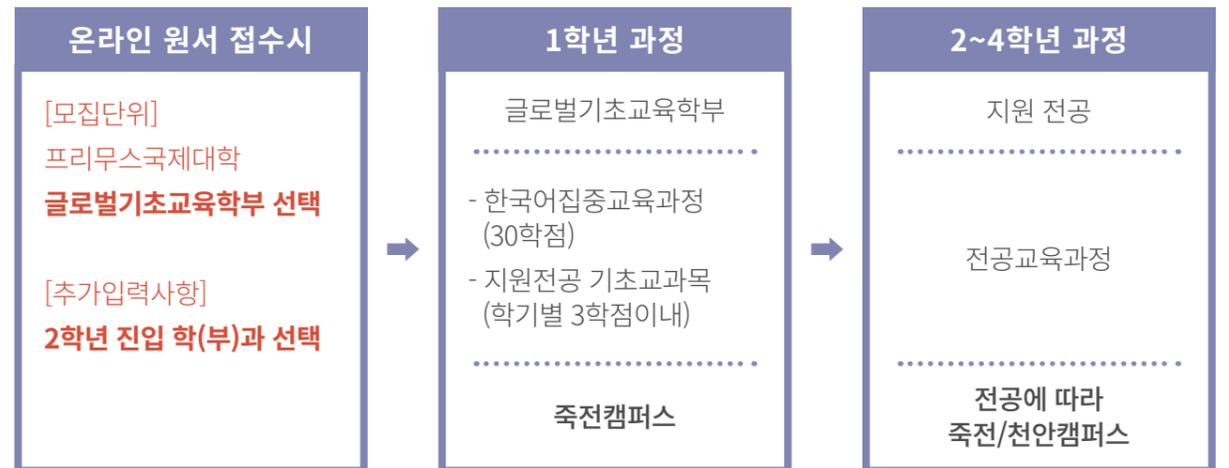 온라인 원서 접수시
[모집단위]
프리무스국제대학
글로벌기초교육학부 선택
[추가입력사항]
2학년 진입 학(부)과 선택
1학년 과정
글로벌기초교육학부
- 한국어집중교육과정
(30학점)
- 지원전공 기초교과목
(학기별 3학점이내)
죽전캠퍼스
2~4학년 과정
지원 전공
전공교육과정
전공에 따라
죽전/천안캠퍼스